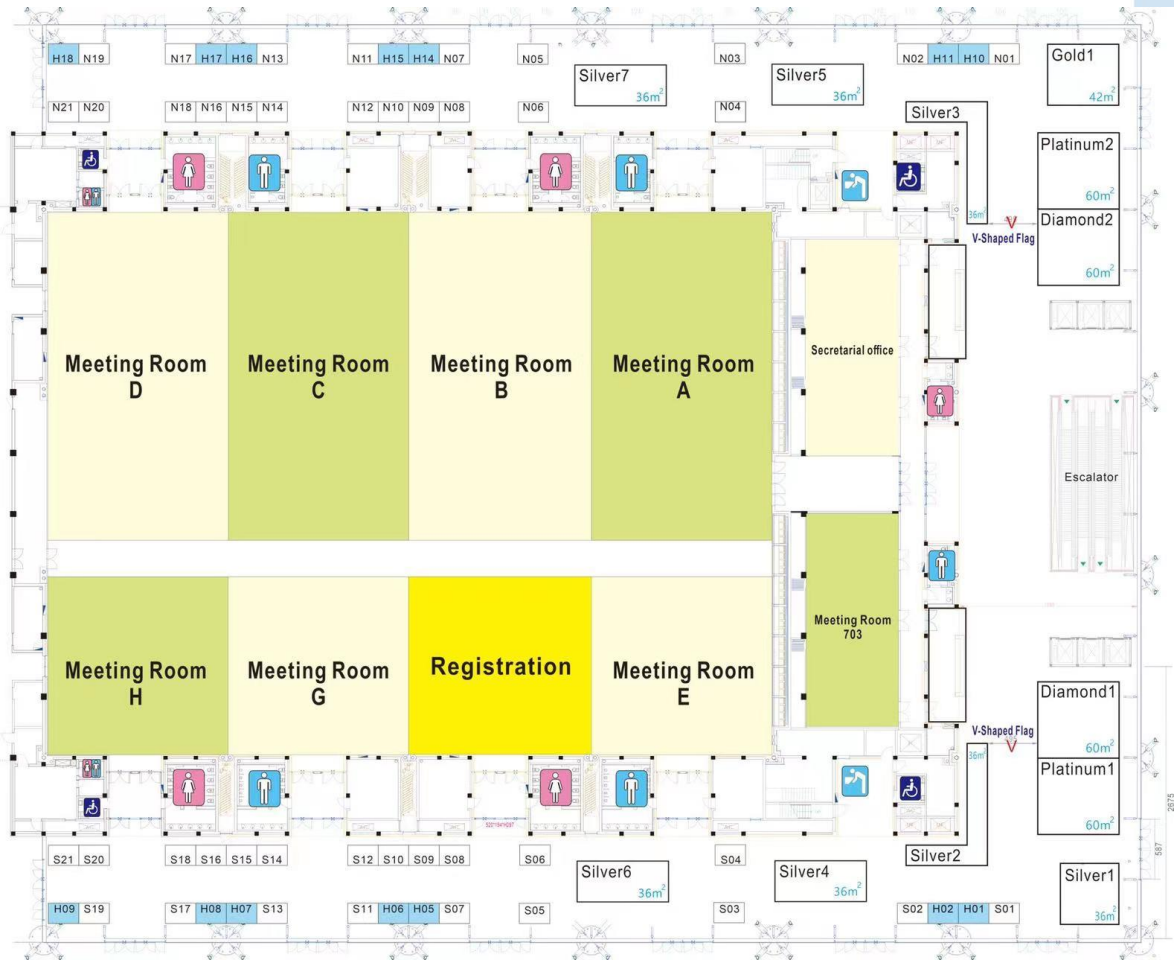 H18 N19 N17 H17 H16 N13 N11 H15 H14 N07 N05 N03 N02 H11 H10 N01
Silver7
36m²
Silver5
36m²
Gold1
42m²
N21 N20 N18 N16 N15 N14 N12 N10 N09 N08 N06 N04
Silver3
36m²
Platinum2
60m²
Diamond2
60m²
V
V-Shaped Flag
Meeting Room
D
Meeting Room
C
Meeting Room
B
Meeting Room
A
Secretarial office
Escalator
Meeting Room
H
Meeting Room
G
Registration
Meeting Room
E
Meeting Room
703
Diamond1
60m²
V-Shaped Flag
V
36m²
Platinum1
60m²
2675
587
S21 S20 S18 S16 S15 S14 S12 S10 S09 S08 S06 S04
Silver2
Silver6
36m²
Silver4
36m²
Silver1
36m²
H09 S19 S17 H08 H07 S13 S11 H06 H05 S07 S05 S03 S02 H02 H01 S01